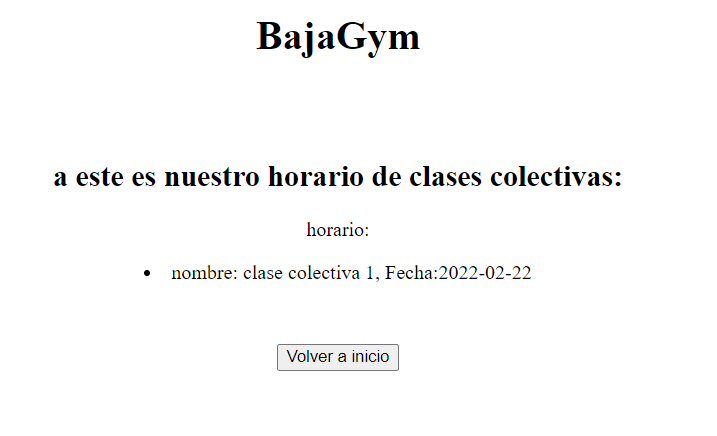 BajaGym
a este es nuestro horario de clases colectivas:
horario:
• nombre: clase colectiva 1, Fecha:2022-02-22
Volver a inicio